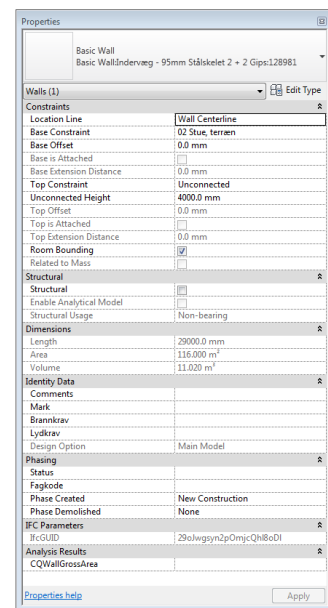 Properties
Basic Wall
Basic Wall:Indervæg - 95mm Stålskelet 2 + 2 Gips:128981
Walls (1) Edit Type
Constraints
Location Line Wall Centerline
Base Constraint 02 Stue, terræn
Base Offset 0.0 mm
Base is Attached
Base Extension Distance 0.0 mm
Top Constraint Unconnected
Unconnected Height 4000.0 mm
Top Offset 0.0 mm
Top is Attached
Top Extension Distance 0.0 mm
Room Bounding
Related to Mass
Structural
Structural
Enable Analytical Model
Structural Usage Non-bearing
Dimensions
Length 29000.0 mm
Area 116.000 m²
Volume 11.020 m³
Identity Data
Comments
Mark
Brannkrav
Lydkrav
Design Option Main Model
Phasing
Status
Fagkode
Phase Created New Construction
Phase Demolished None
IFC Parameters
IfcGUID
Analysis Results
CQWallGrossArea
Properties help Apply